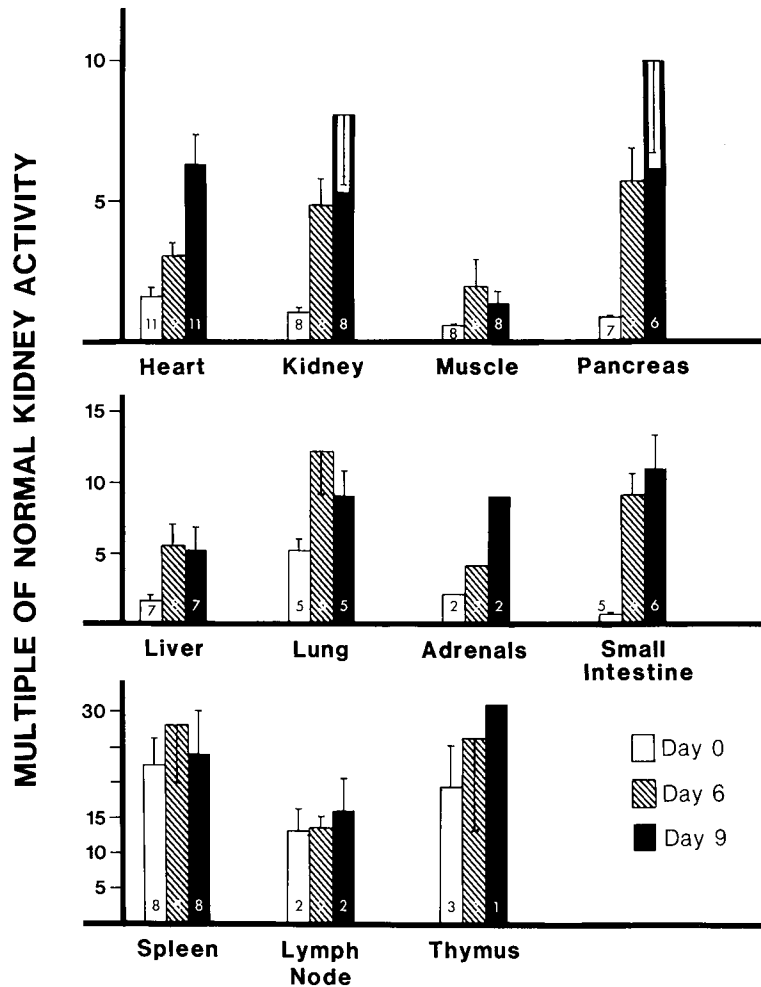 MULTIPLE OF NORMAL KIDNEY ACTIVITY
10
5
11 11
8 8
8 8
7 6
Heart Kidney Muscle Pancreas
15
10
5
7 7
5 5
2 2
5 6
Liver Lung Adrenals Small
Intestine
30
15
10
5
8 8
2 2
3 1
Day 0
Day 6
Day 9
Spleen Lymph
Node Thymus